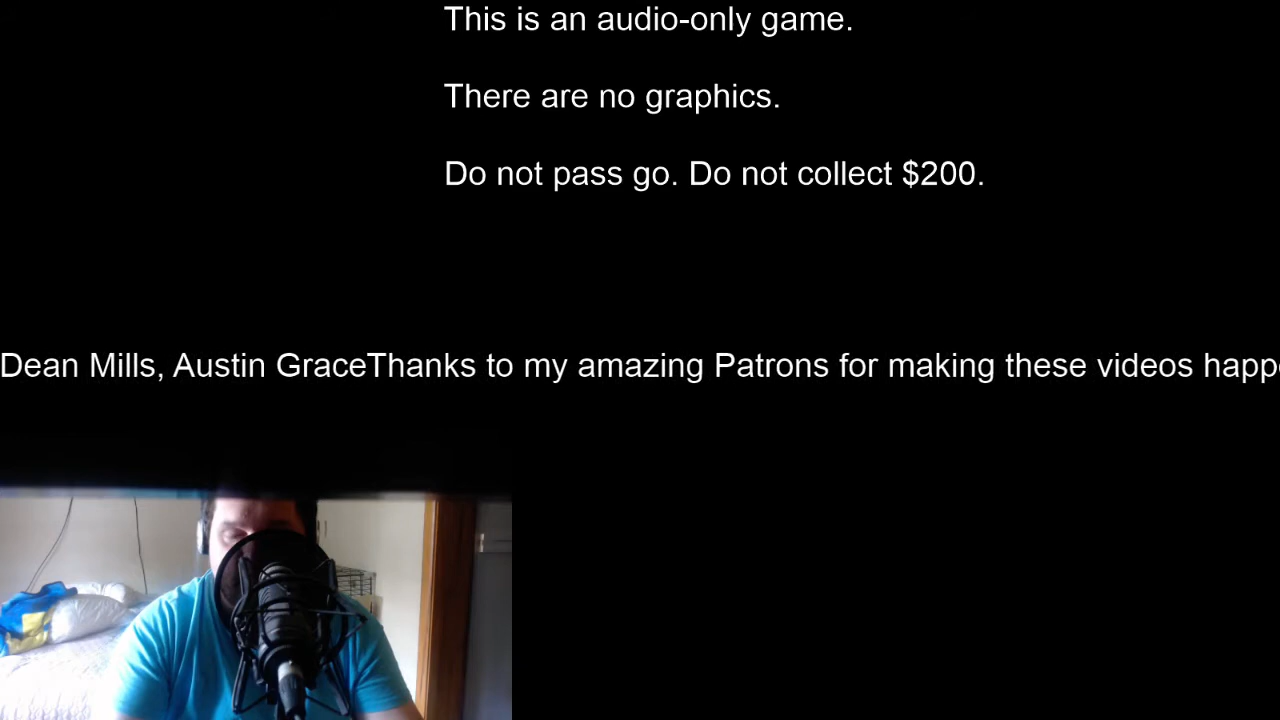 This is an audio-only game.
There are no graphics.
Do not pass go. Do not collect $200.
Dean Mills, Austin GraceThanks to my amazing Patrons for making these videos happe